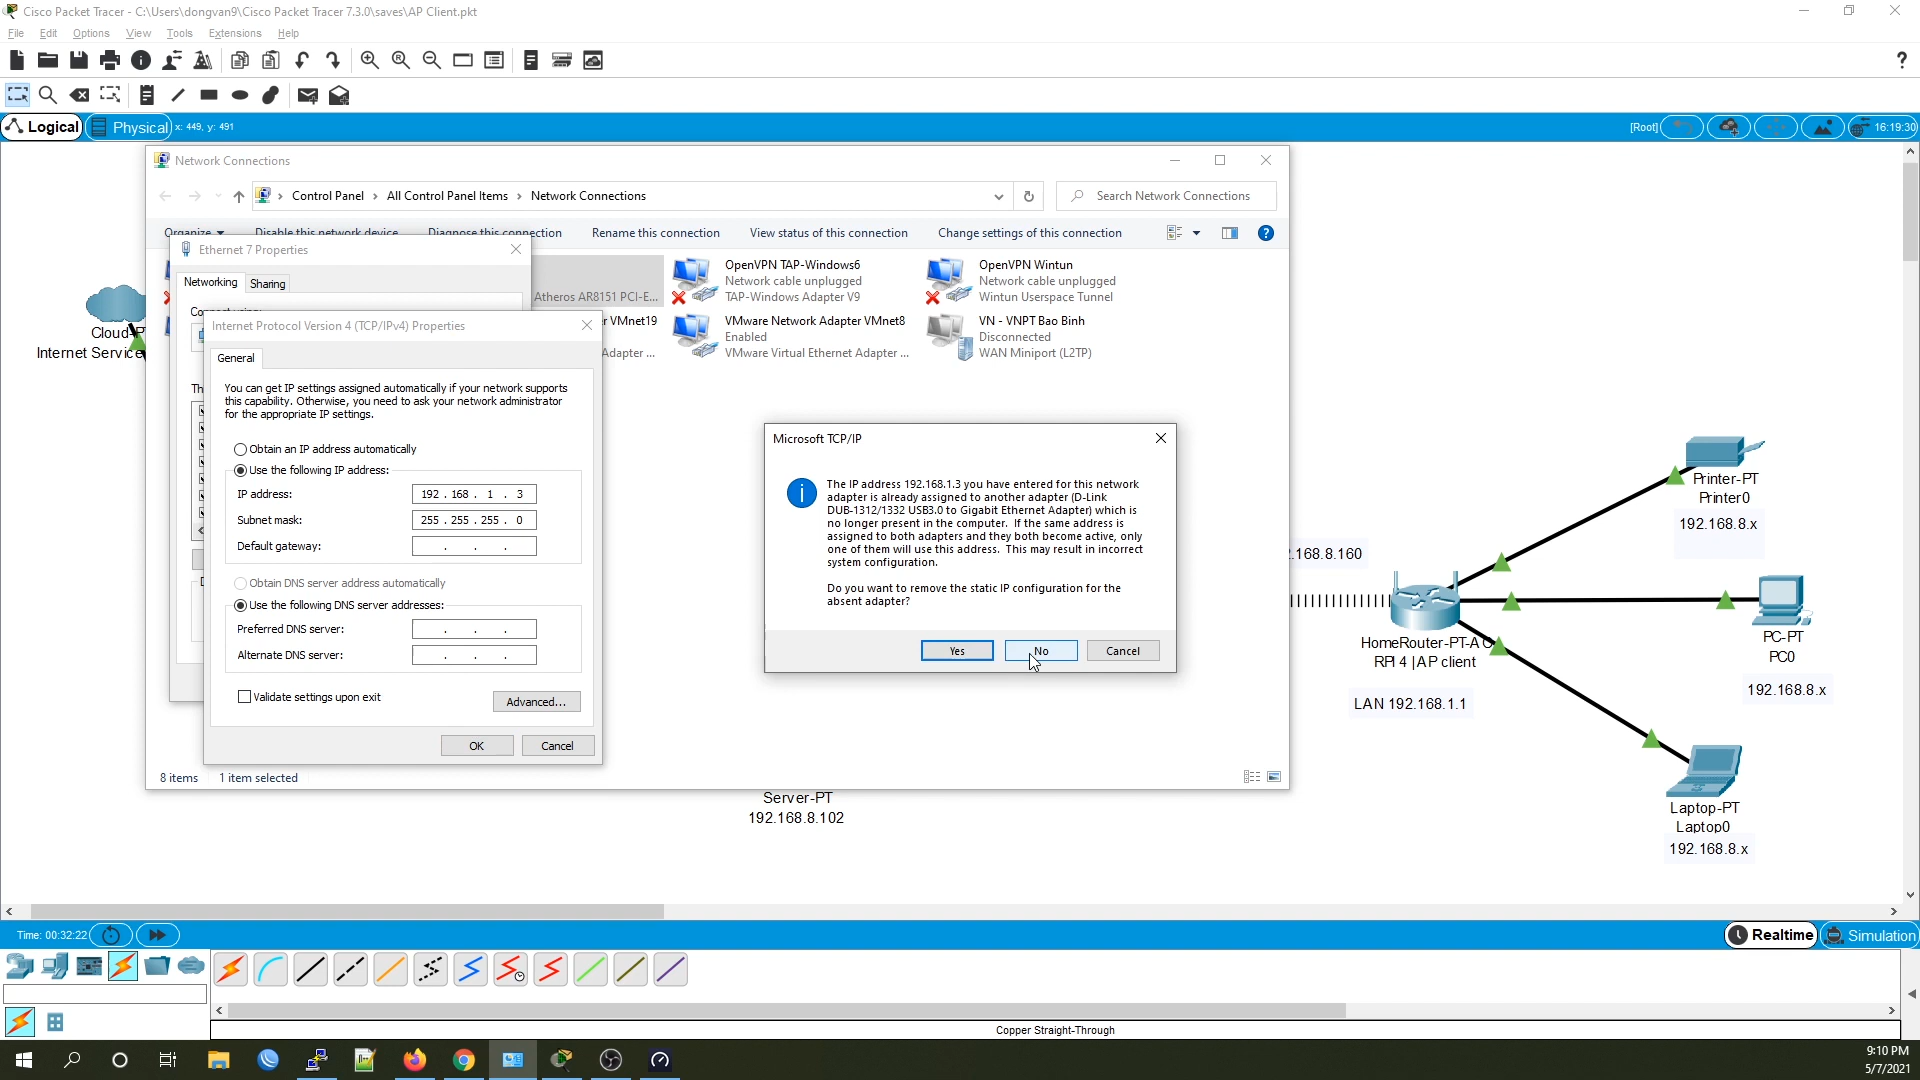 Cisco Packet Tracer - C:\Users\dongvan9\Cisco Packet Tracer 7.3.0\saves\AP Client.pkt
File Edit Options View Tools Extensions Help
?
Logical
Physical
x: 449, y: 491
[Root]
16:19:30
Network Connections
Control Panel > All Control Panel Items > Network Connections
Search Network Connections
Organize
Disable this network device
Diagnose this connection
Rename this connection
View status of this connection
Change settings of this connection
Ethernet 7 Properties
Networking
Sharing
Atheros AR8151 PCI-E...
OpenVPN TAP-Windows6
Network cable unplugged
TAP-Windows Adapter V9
OpenVPN Wintun
Network cable unplugged
Wintun Userspace Tunnel
r VMnet19
Adapter ...
VMware Network Adapter VMnet8
Enabled
VMware Virtual Ethernet Adapter ...
VN - VNPT Bao Binh
Disconnected
WAN Miniport (L2TP)
Internet Protocol Version 4 (TCP/IPv4) Properties
General
You can get IP settings assigned automatically if your network supports
this capability. Otherwise, you need to ask your network administrator
for the appropriate IP settings.
Obtain an IP address automatically
Use the following IP address:
IP address:
192 . 168 . 1 . 3
Subnet mask:
255 . 255 . 255 . 0
Default gateway:
. . .
Obtain DNS server address automatically
Use the following DNS server addresses:
Preferred DNS server:
. . .
Alternate DNS server:
. . .
Validate settings upon exit
Advanced...
OK
Cancel
Microsoft TCP/IP
The IP address 192.168.1.3 you have entered for this network
adapter is already assigned to another adapter (D-Link
DUB-1312/1332 USB3.0 to Gigabit Ethernet Adapter) which is
no longer present in the computer. If the same address is
assigned to both adapters and they both become active, only
one of them will use this address. This may result in incorrect
system configuration.
Do you want to remove the static IP configuration for the
absent adapter?
Yes
No
Cancel
8 items
1 item selected
Cloud-P
Internet Service
Server-PT
192.168.8.102
.168.8.160
HomeRouter-PT-A
RPI 4 | AP client
LAN 192.168.1.1
Printer-PT
Printer0
192.168.8.x
PC-PT
PC0
192.168.8.x
Laptop-PT
Laptop0
192.168.8.x
Time: 00:32:22
Realtime
Simulation
Copper Straight-Through
9:10 PM
5/7/2021